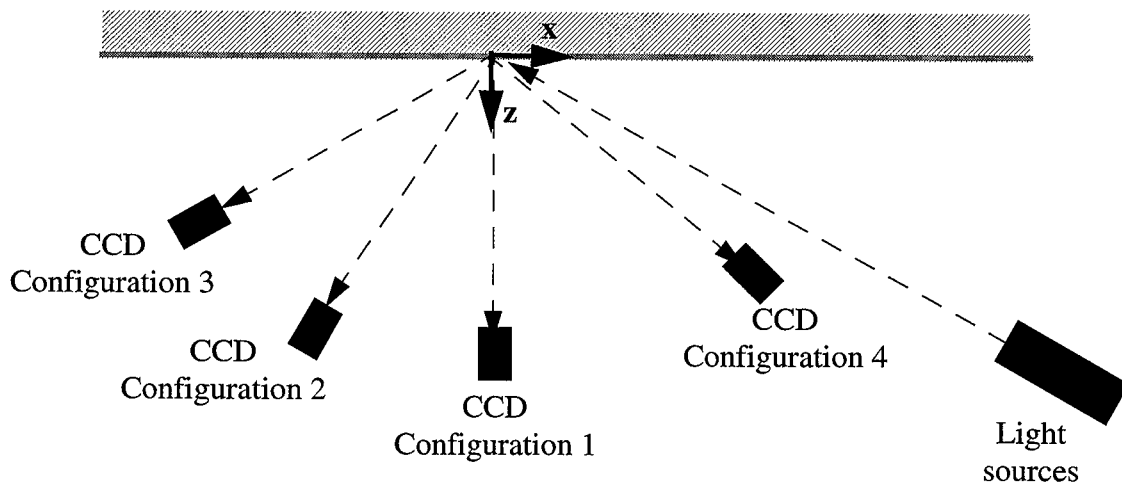 x
z
CCD
Configuration 3
CCD
Configuration 2
CCD
Configuration 1
CCD
Configuration 4
Light
sources